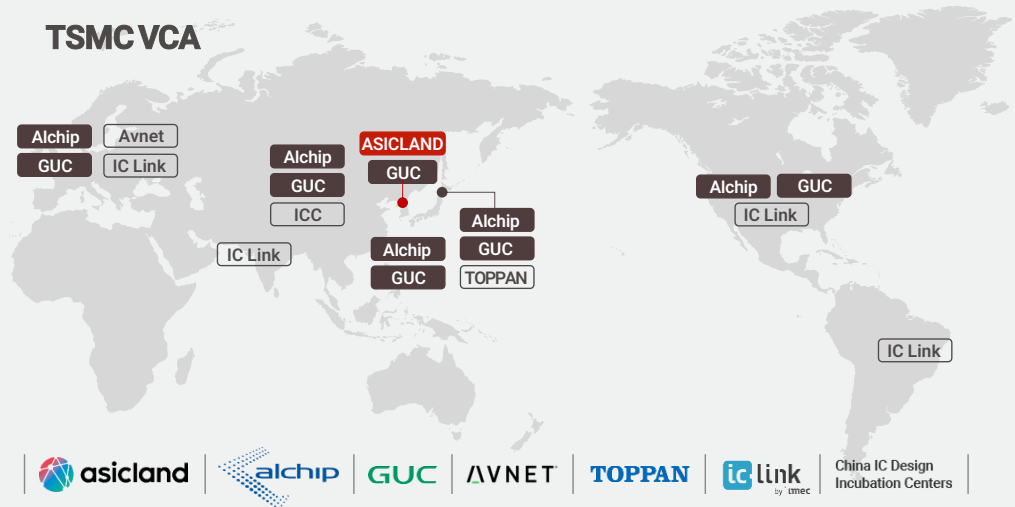 TSMC VCA
Alchip
Avnet
GUC
IC Link
Alchip
GUC
ICC
IC Link
ASICLAND
GUC
Alchip
GUC
Alchip
GUC
TOPPAN
Alchip
GUC
IC Link
IC Link
asicland
alchip
GUC
AVNET
TOPPAN
ic link
by imec
China IC Design
Incubation Centers